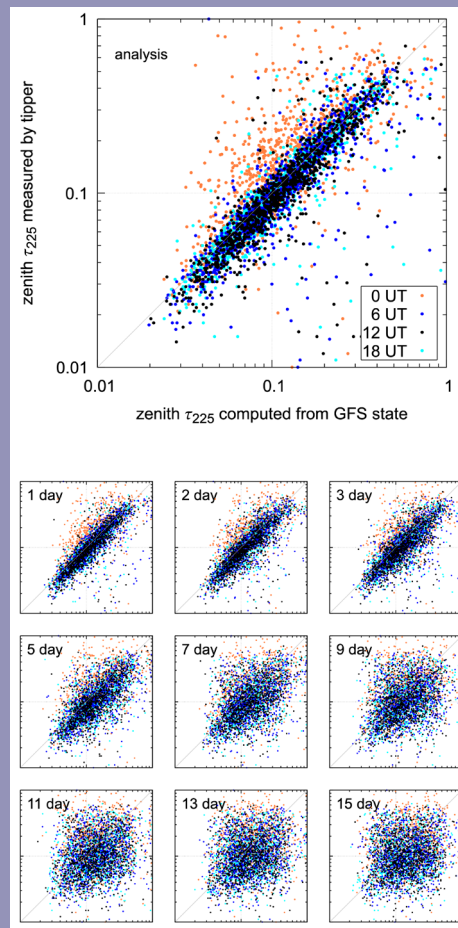 analysis
zenith τ225 measured by tipper
1
0.1
0.01
0 UT
6 UT
12 UT
18 UT
0.01 0.1 1
zenith τ225 computed from GFS state
1 day 2 day 3 day
5 day 7 day 9 day
11 day 13 day 15 day